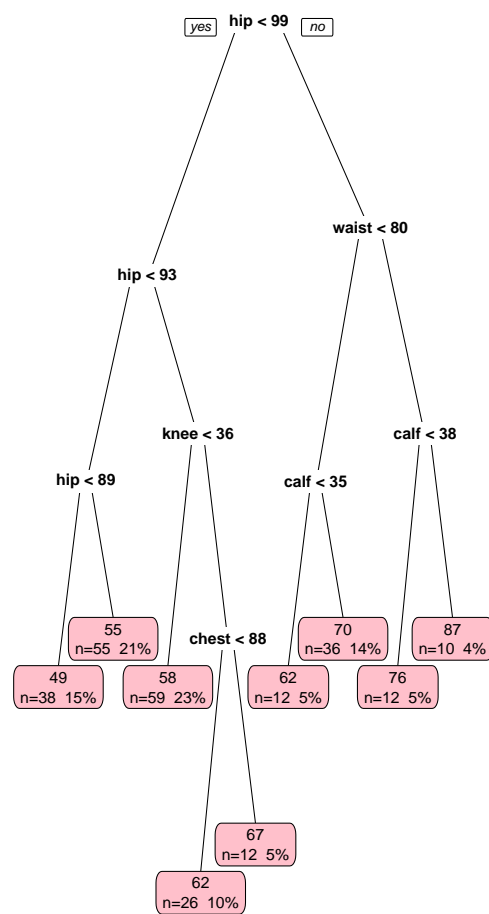 yes
hip < 99
no
waist < 80
hip < 93
knee < 36
calf < 38
hip < 89
calf < 35
55
n=55 21%
chest < 88
70
n=36 14%
87
n=10 4%
49
n=38 15%
58
n=59 23%
62
n=12 5%
76
n=12 5%
67
n=12 5%
62
n=26 10%